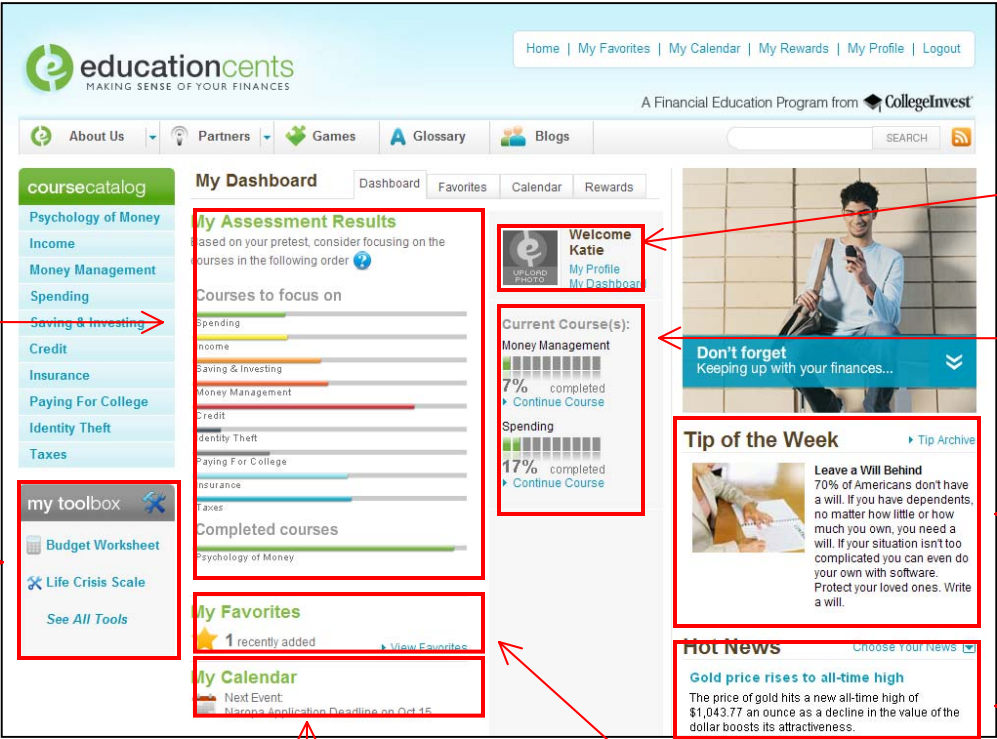 Home | My Favorites | My Calendar | My Rewards | My Profile | Logout
educationcents
MAKING SENSE OF YOUR FINANCES
A Financial Education Program from CollegeInvest
About Us
Partners
Games
Glossary
Blogs
SEARCH
coursecatalog
Psychology of Money
Income
Money Management
Spending
Saving & Investing
Credit
Insurance
Paying For College
Identity Theft
Taxes
my toolbox
Budget Worksheet
Life Crisis Scale
See All Tools
My Dashboard
Dashboard
Favorites
Calendar
Rewards
My Assessment Results
Based on your pretest, consider focusing on the
courses in the following order ?
Courses to focus on
Spending
Income
Saving & Investing
Money Management
Credit
Identity Theft
Paying For College
Insurance
Taxes
Completed courses
Psychology of Money
My Favorites
1 recently added
View Favorites
My Calendar
Next Event:
Naropa Application Deadline on Oct 15
UPLOAD
PHOTO
Welcome
Katie
My Profile
My Dashboard
Current Course(s):
Money Management
7% completed
Continue Course
Spending
17% completed
Continue Course
Don't forget
Keeping up with your finances...
Tip of the Week
Tip Archive
Leave a Will Behind
70% of Americans don't have
a will. If you have dependents,
no matter how little or how
much you own, you need a
will. If your situation isn't too
complicated you can even do
your own with software.
Protect your loved ones. Write
a will.
Hot News
Choose Your News
Gold price rises to all-time high
The price of gold hits a new all-time high of
$1,043.77 an ounce as a decline in the value of the
dollar boosts its attractiveness.